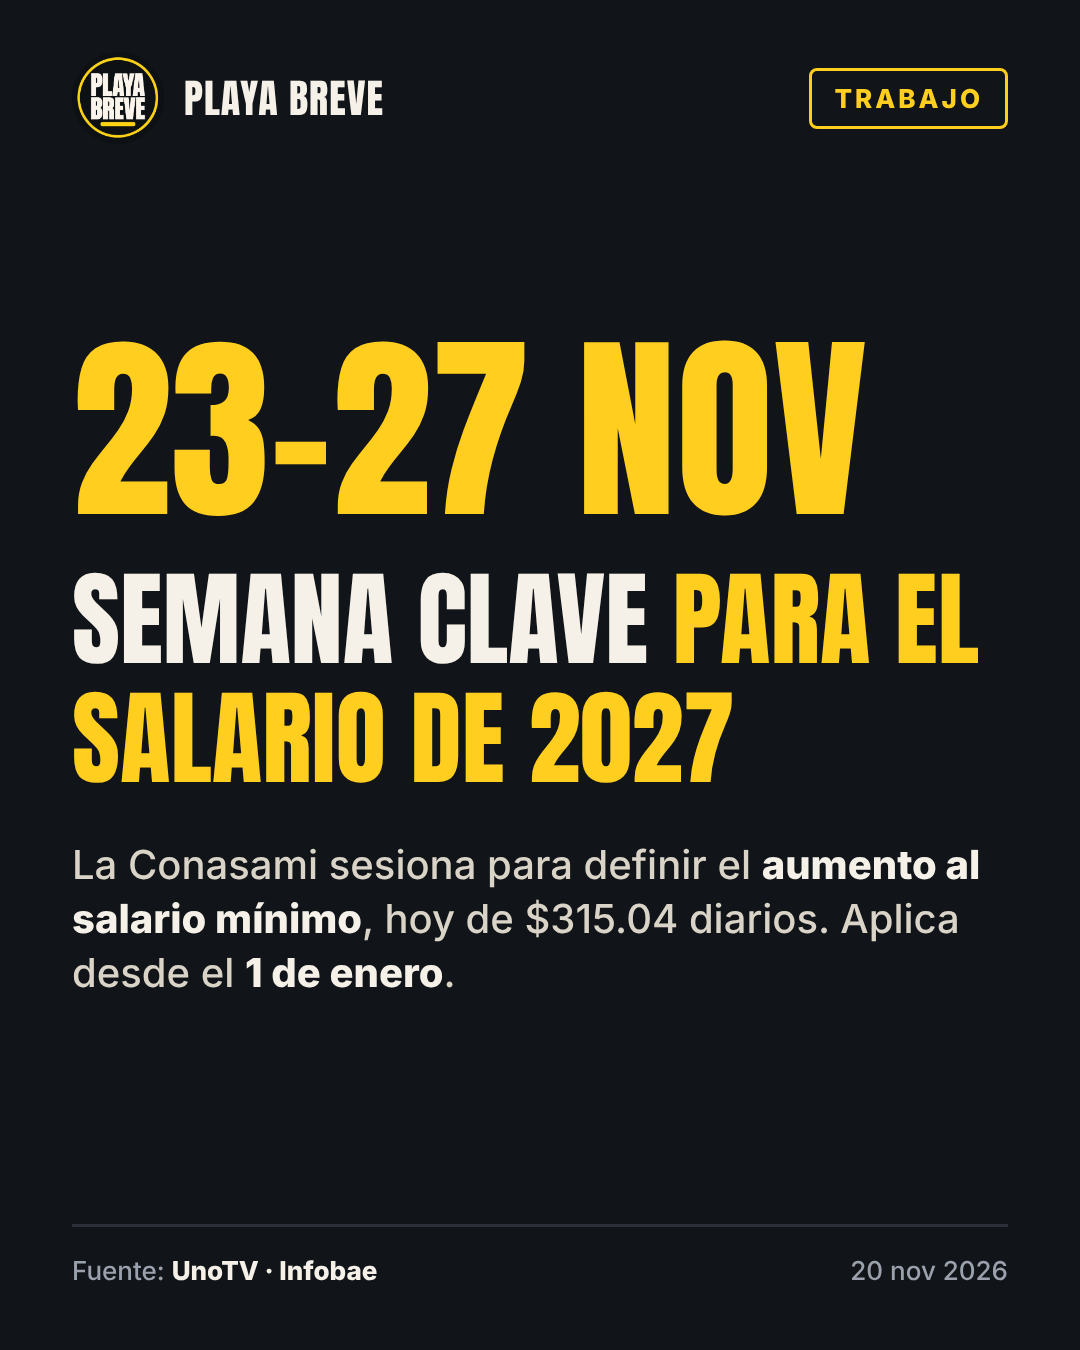 PLAYA
BREVE
PLAYA BREVE
TRABAJO
23-27 NOV
SEMANA CLAVE PARA EL
SALARIO DE 2027
La Conasami sesiona para definir el aumento al
salario mínimo, hoy de $315.04 diarios. Aplica
desde el 1 de enero.
Fuente: UnoTV · Infobae
20 nov 2026